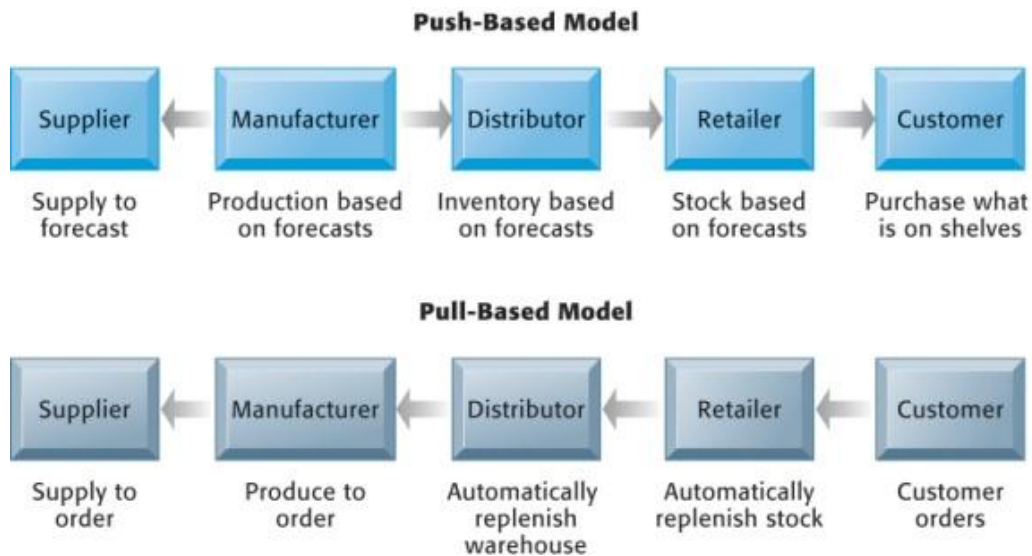 Push-Based Model
Supplier
Manufacturer
Distributor
Retailer
Customer
Supply to
forecast
Production based
on forecasts
Inventory based
on forecasts
Stock based
on forecasts
Purchase what
is on shelves
Pull-Based Model
Supplier
Manufacturer
Distributor
Retailer
Customer
Supply to
order
Produce to
order
Automatically
replenish
warehouse
Automatically
replenish stock
Customer
orders